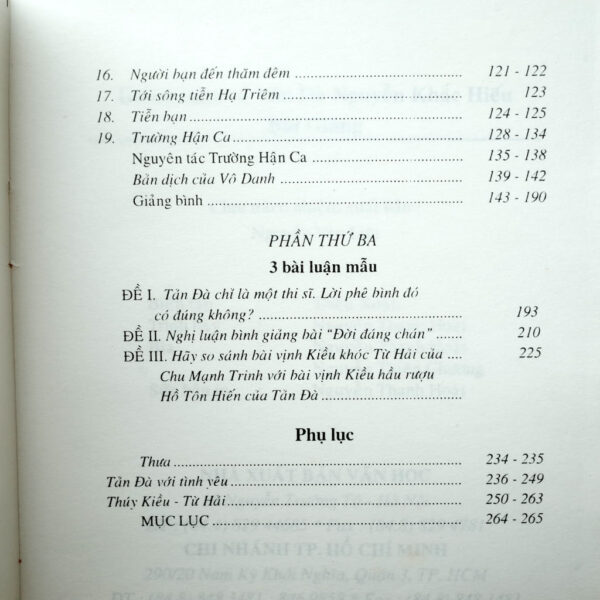 16. Người bạn đến thăm đêm 121 - 122
17. Tới sông tiễn Hạ Triêm 123
18. Tiễn bạn 124 - 125
19. Trường Hận Ca 128 - 134
Nguyên tác Trường Hận Ca 135 - 138
Bản dịch của Vô Danh 139 - 142
Giảng bình 143 - 190
PHẦN THỨ BA
3 bài luận mẫu
ĐỀ I. Tản Đà chỉ là một thi sĩ. Lời phê bình đó
có đúng không? 193
ĐỀ II. Nghị luận bình giảng bài “Đời đáng chán” 210
ĐỀ III. Hãy so sánh bài vịnh Kiều khóc Từ Hải của .... 225
Chu Mạnh Trinh với bài vịnh Kiều hầu rượu
Hồ Tôn Hiến của Tản Đà
Phụ lục
Thưa 234 - 235
Tản Đà với tình yêu 236 - 249
Thúy Kiều - Từ Hải 250 - 263
MỤC LỤC 264 - 265
NHÀ XUẤT BẢN VĂN HỌC
CHI NHÁNH TP. HỒ CHÍ MINH
290/20 Nam Kỳ Khởi Nghĩa, Quận 3, TP. HCM